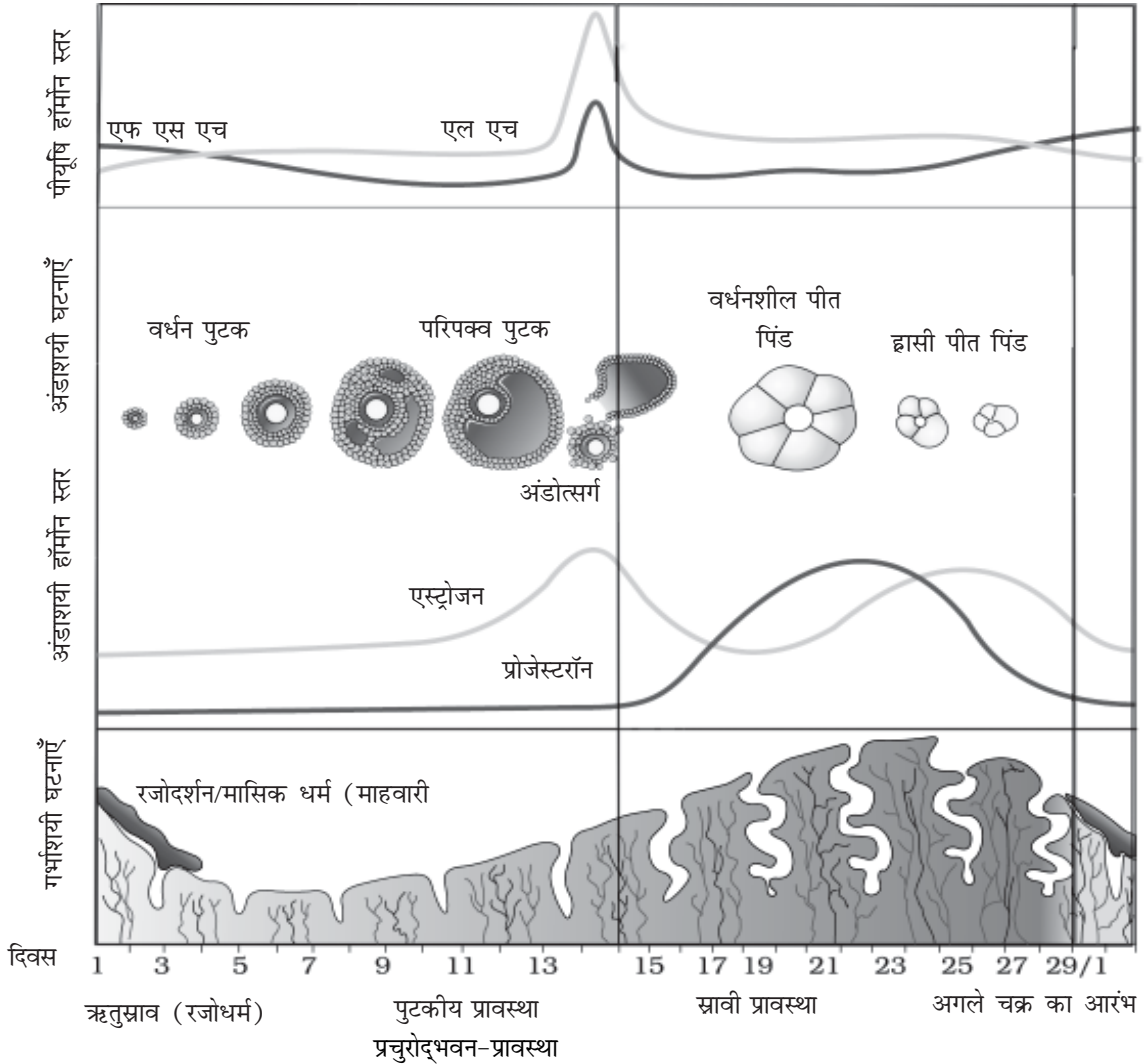 पीयूषि हॉर्मोन स्तर
एफ एस एच
एल एच
अंडाशयी घटनाएँ
वर्धन पुटक
परिपक्व पुटक
वर्धनशील पीत
पिंड
ह्रासी पीत पिंड
अंडोत्सर्ग
अंडाशयी हॉर्मोन स्तर
एस्ट्रोजन
प्रोजेस्टरॉन
गर्भाशयी घटनाएँ
रजोदर्शन/मासिक धर्म (माहवारी
दिवस
1 3 5 7 9 11 13 15 17 19 21 23 25 27 29/1
ऋतुस्राव (रजोधर्म)
पुटकीय प्रावस्था
प्रचुरोद्भवन-प्रावस्था
स्रावी प्रावस्था
अगले चक्र का आरंभ